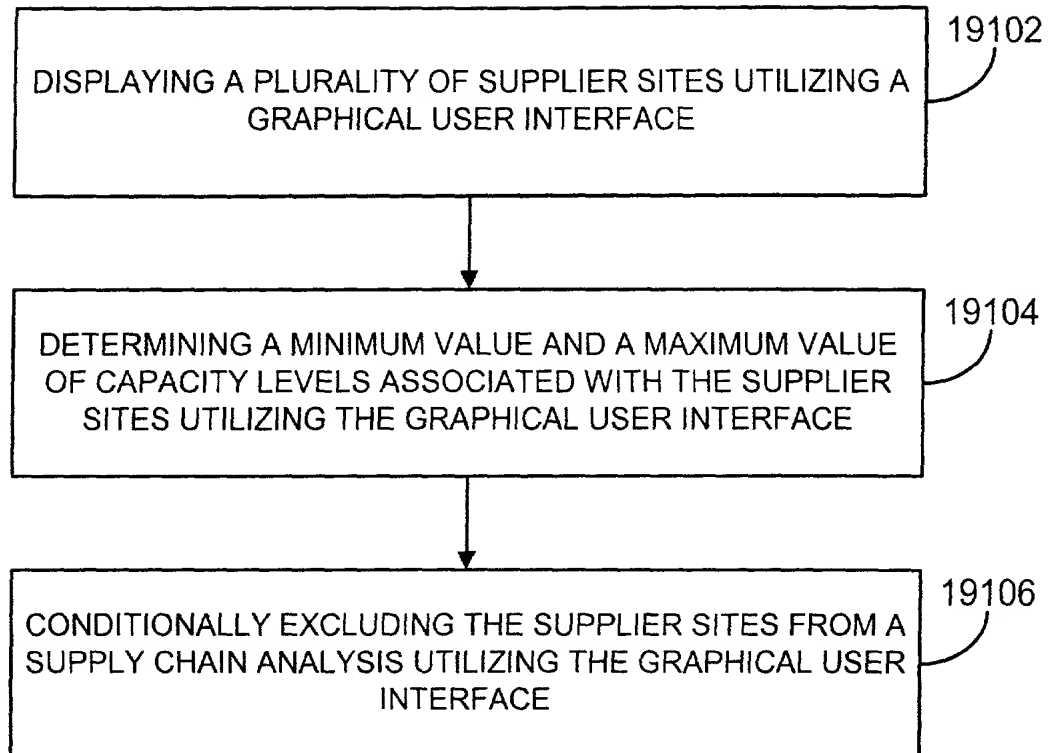 19102
DISPLAYING A PLURALITY OF SUPPLIER SITES UTILIZING A
GRAPHICAL USER INTERFACE
19104
DETERMINING A MINIMUM VALUE AND A MAXIMUM VALUE
OF CAPACITY LEVELS ASSOCIATED WITH THE SUPPLIER
SITES UTILIZING THE GRAPHICAL USER INTERFACE
19106
CONDITIONALLY EXCLUDING THE SUPPLIER SITES FROM A
SUPPLY CHAIN ANALYSIS UTILIZING THE GRAPHICAL USER
INTERFACE